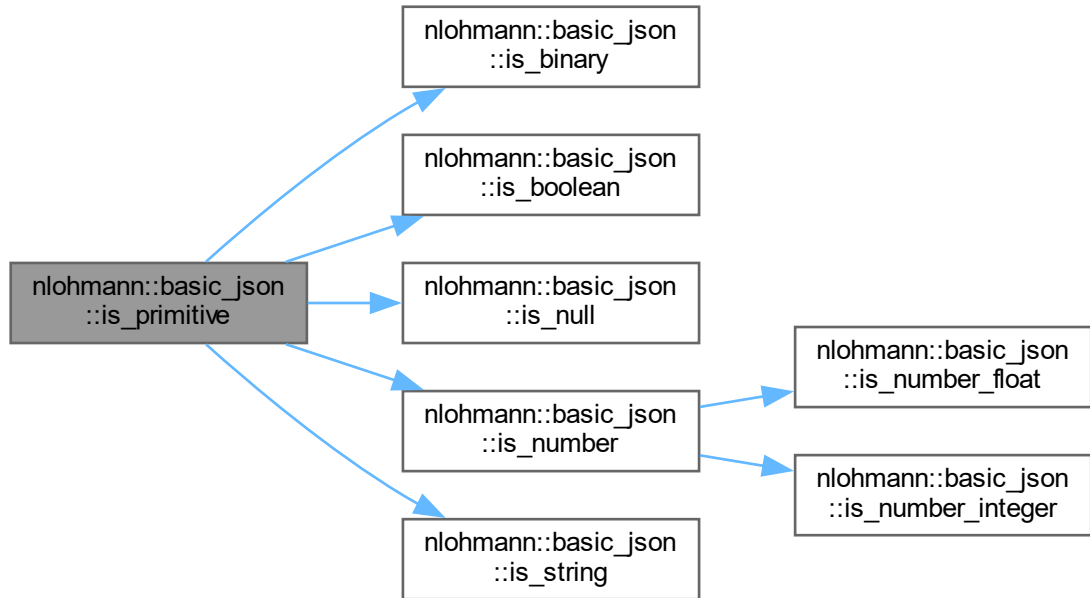 nlohmann::basic_json
::is_primitive
nlohmann::basic_json
::is_binary
nlohmann::basic_json
::is_boolean
nlohmann::basic_json
::is_null
nlohmann::basic_json
::is_number
nlohmann::basic_json
::is_string
nlohmann::basic_json
::is_number_float
nlohmann::basic_json
::is_number_integer